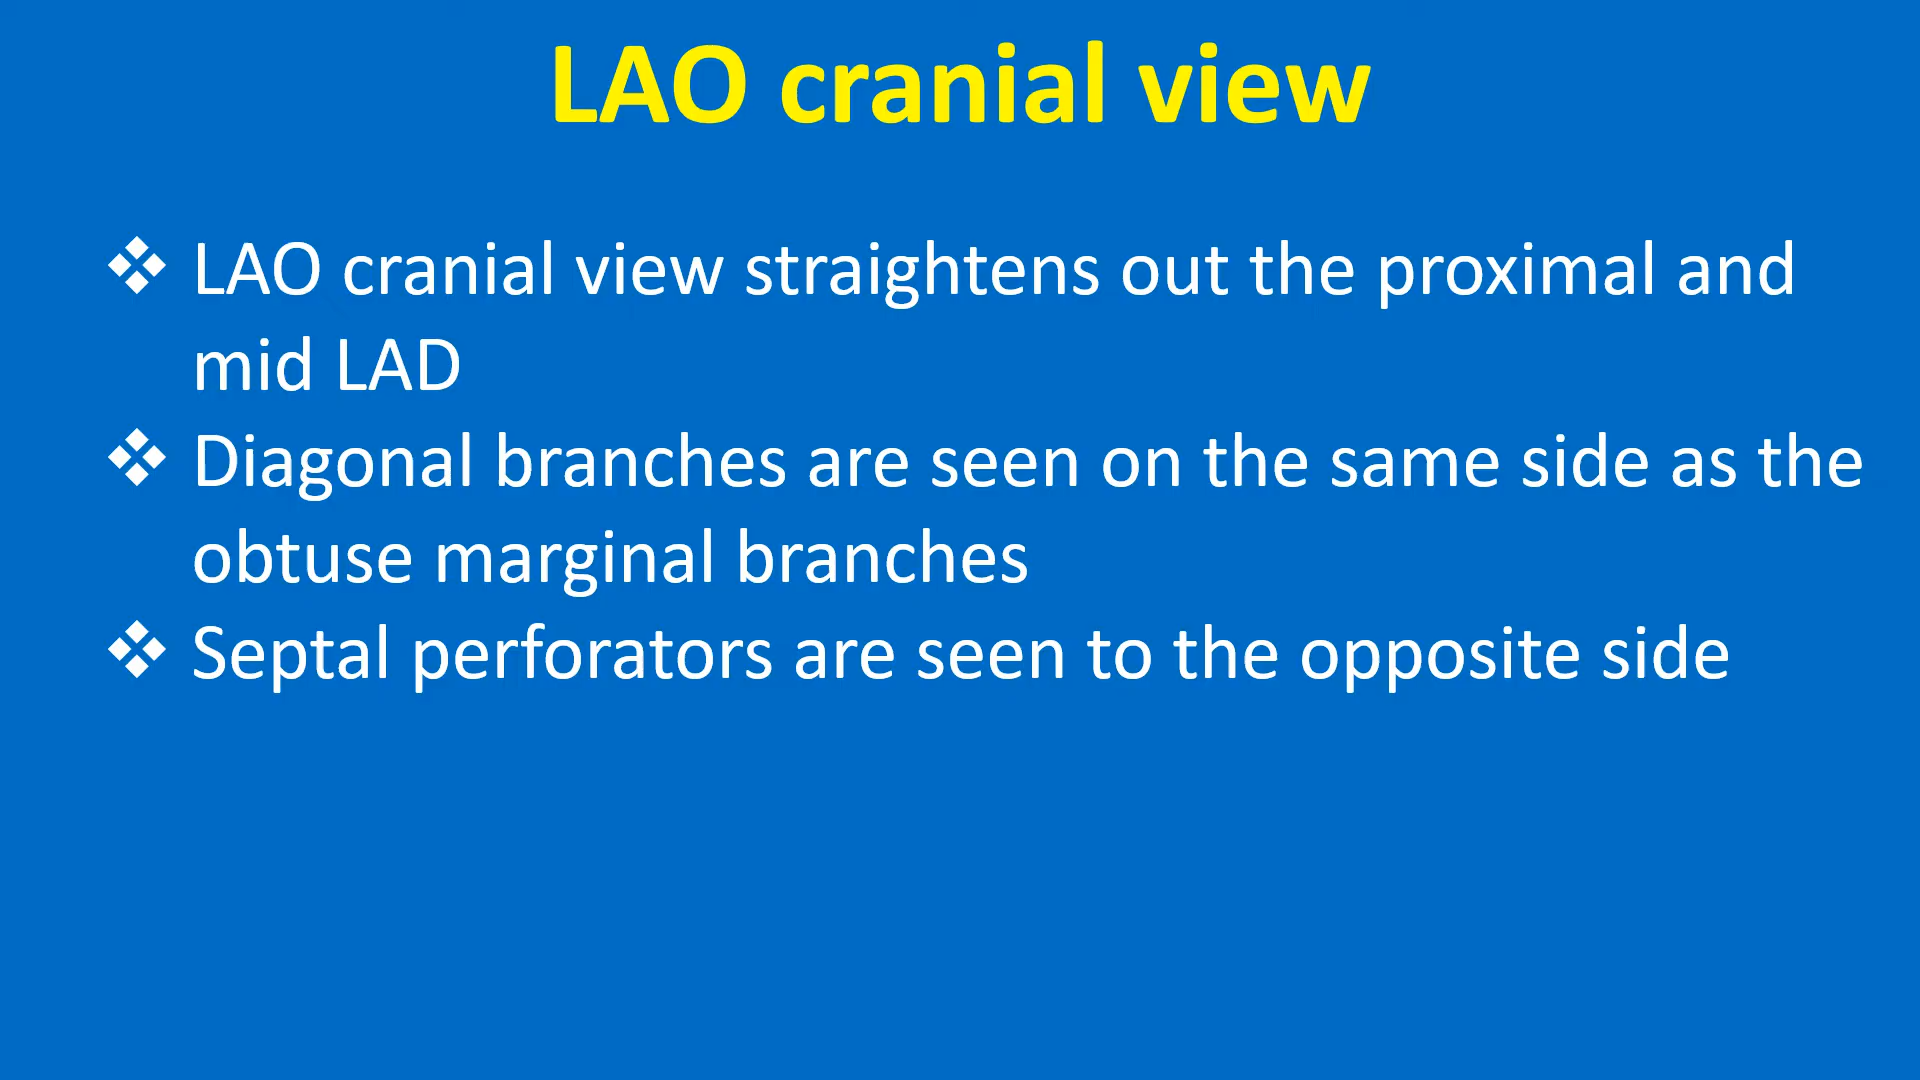 LAO cranial view
❖ LAO cranial view straightens out the proximal and
mid LAD
❖ Diagonal branches are seen on the same side as the
obtuse marginal branches
❖ Septal perforators are seen to the opposite side